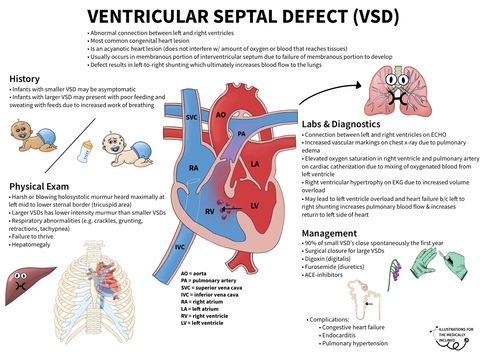 VENTRICULAR SEPTAL DEFECT (VSD)
• Abnormal connection between left and right ventricles
• Most common congenital heart lesion
• Is an acyanotic heart lesion (does not interfere w/ amount of oxygen or blood that reaches tissues)
• Usually occurs in membranous portion of interventricular septum due to failure of membranous portion to develop
• Defect results in left-to-right shunting which ultimately increases blood flow to the lungs
History
• Infants with smaller VSD may be asymptomatic
• Infants with larger VSD may present with poor feeding and
sweating with feeds due to increased work of breathing
Physical Exam
• Harsh or blowing holosystolic murmur heard maximally at
left mid to lower sternal border (tricuspid area)
• Larger VSDs has lower intensity murmur than smaller VSDs
• Respiratory abnormalities (e.g. crackles, grunting,
retractions, tachypnea)
• Failure to thrive
• Hepatomegaly
SVC
AO
PA
LA
RA
RV
LV
IVC
AO = aorta
PA = pulmonary artery
SVC = superior vena cava
IVC = inferior vena cava
RA = right atrium
LA = left atrium
RV = right ventricle
LV = left ventricle
Labs & Diagnostics
• Connection between left and right ventricles on ECHO
• Increased vascular markings on chest x-ray due to pulmonary
edema
• Elevated oxygen saturation in right ventricle and pulmonary artery
on cardiac catherization due to mixing of oxygenated blood from
left ventricle
• Right ventricular hypertrophy on EKG due to increased volume
overload
• May lead to left ventricle overload and heart failure b/c left to
right shunting increases pulmonary blood flow & increases
return to left side of heart
Management
• 90% of small VSD's close spontaneously the first year
• Surgical closure for large VSDs
• Digoxin (digitalis)
• Furosemide (diuretics)
• ACE-inhibitors
• Complications:
• Congestive heart failure
• Endocarditis
• Pulmonary hypertension
ILLUSTRATIONS FOR
THE MEDICALLY
INCLINED